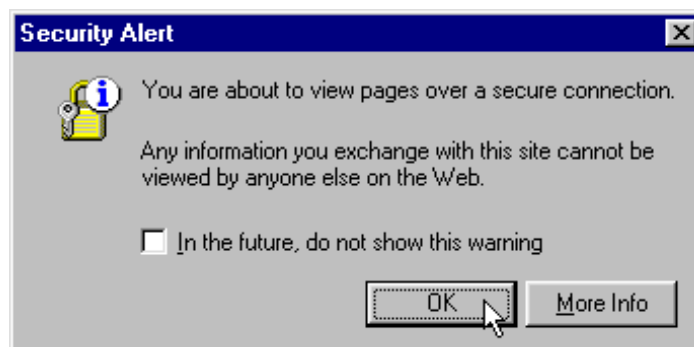 Security Alert
You are about to view pages over a secure connection.
Any information you exchange with this site cannot be
viewed by anyone else on the Web.
In the future, do not show this warning
OK
More Info